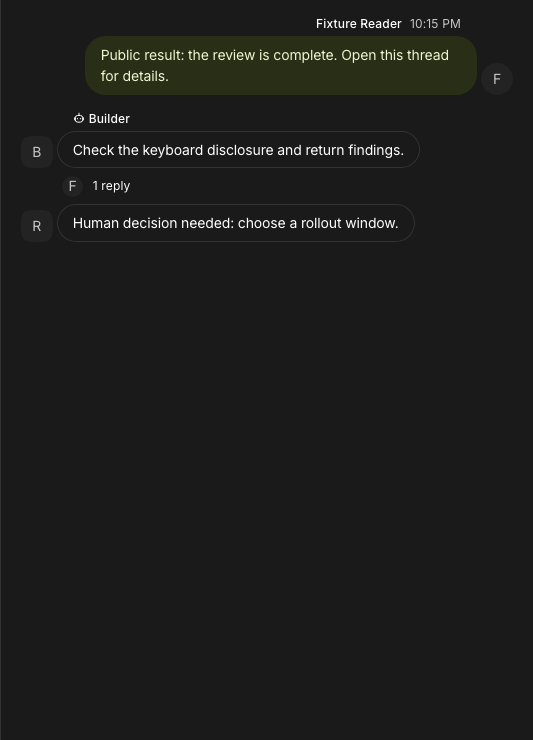 Fixture Reader 10:15 PM
Public result: the review is complete. Open this thread
for details.
F
Builder
B
Check the keyboard disclosure and return findings.
F 1 reply
R
Human decision needed: choose a rollout window.